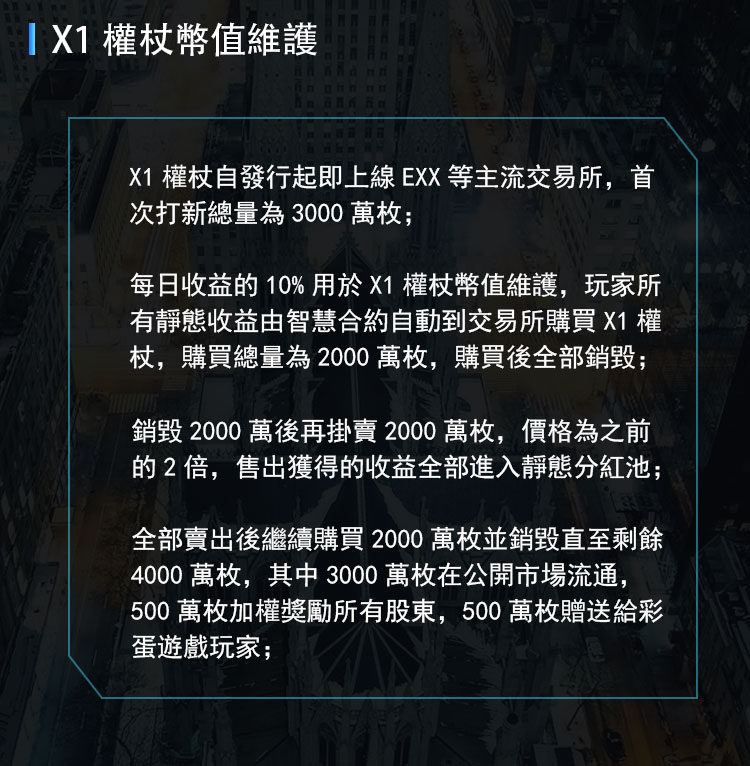 X1 權杖幣值維護
X1 權杖自發行起即上線 EXX 等主流交易所，首
次打新總量為 3000 萬枚；
每日收益的 10% 用於 X1 權杖幣值維護，玩家所
有靜態收益由智慧合約自動到交易所購買 X1 權
杖，購買總量為 2000 萬枚，購買後全部銷毀；
銷毀 2000 萬後再掛賣 2000 萬枚，價格為之前
的 2 倍，售出獲得的收益全部進入靜態分紅池；
全部賣出後繼續購買 2000 萬枚並銷毀直至剩餘
4000 萬枚，其中 3000 萬枚在公開市場流通，
500 萬枚加權獎勵所有股東，500 萬枚贈送給彩
蛋遊戲玩家；